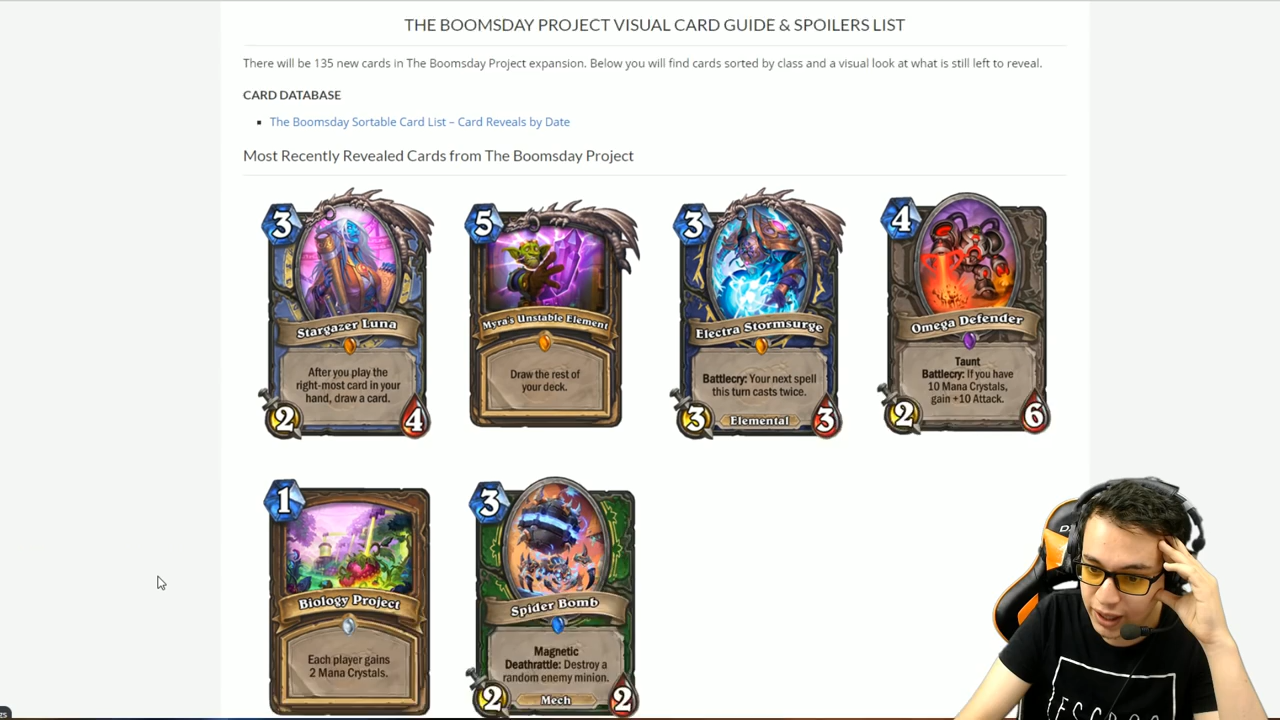 THE BOOMSDAY PROJECT VISUAL CARD GUIDE & SPOILERS LIST
There will be 135 new cards in The Boomsday Project expansion. Below you will find cards sorted by class and a visual look at what is still left to reveal.
CARD DATABASE
The Boomsday Sortable Card List – Card Reveals by Date
Most Recently Revealed Cards from The Boomsday Project
3
Stargazer Luna
After you play the
right-most card in your
hand, draw a card.
2
4
5
Myra's Unstable Element
Draw the rest of
your deck.
3
Electra Stormsurge
Battlecry: Your next spell
this turn casts twice.
3
Elemental
3
4
Omega Defender
Taunt
Battlecry: If you have
10 Mana Crystals,
gain +10 Attack.
2
6
1
Biology Project
Each player gains
2 Mana Crystals.
3
Spider Bomb
Magnetic
Deathrattle: Destroy a
random enemy minion.
2
Mech
2